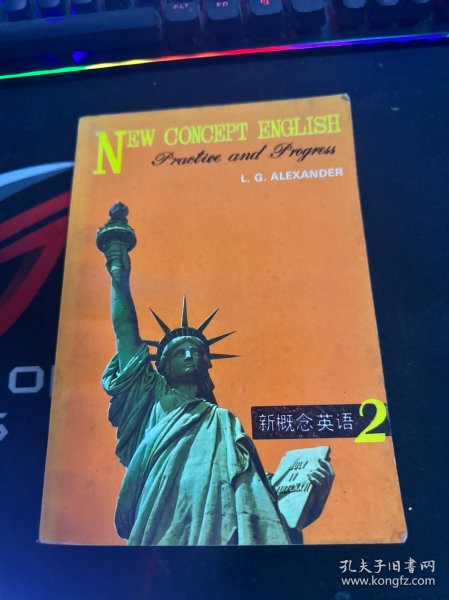 NEW CONCEPT ENGLISH
Practice and Progress
L. G. ALEXANDER
新概念英语 2
孔夫子旧书网
www.kongfz.com